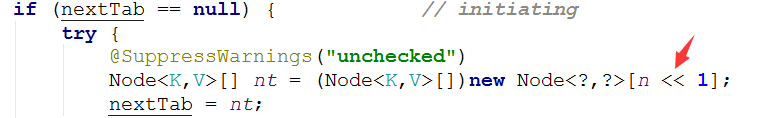 if (nextTab == null) {            // initiating
    try {
        @SuppressWarnings("unchecked")
        Node<K,V>[] nt = (Node<K,V>[])new Node<?,?>[n << 1];
        nextTab = nt;